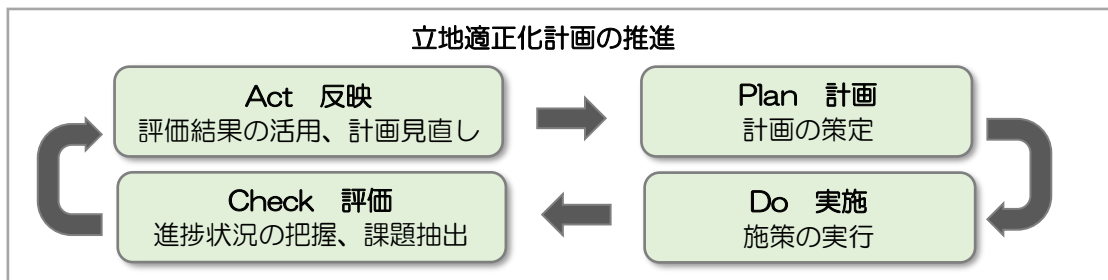 立地適正化計画の推進
Act 反映
評価結果の活用、計画見直し
Plan 計画
計画の策定
Check 評価
進捗状況の把握、課題抽出
Do 実施
施策の実行